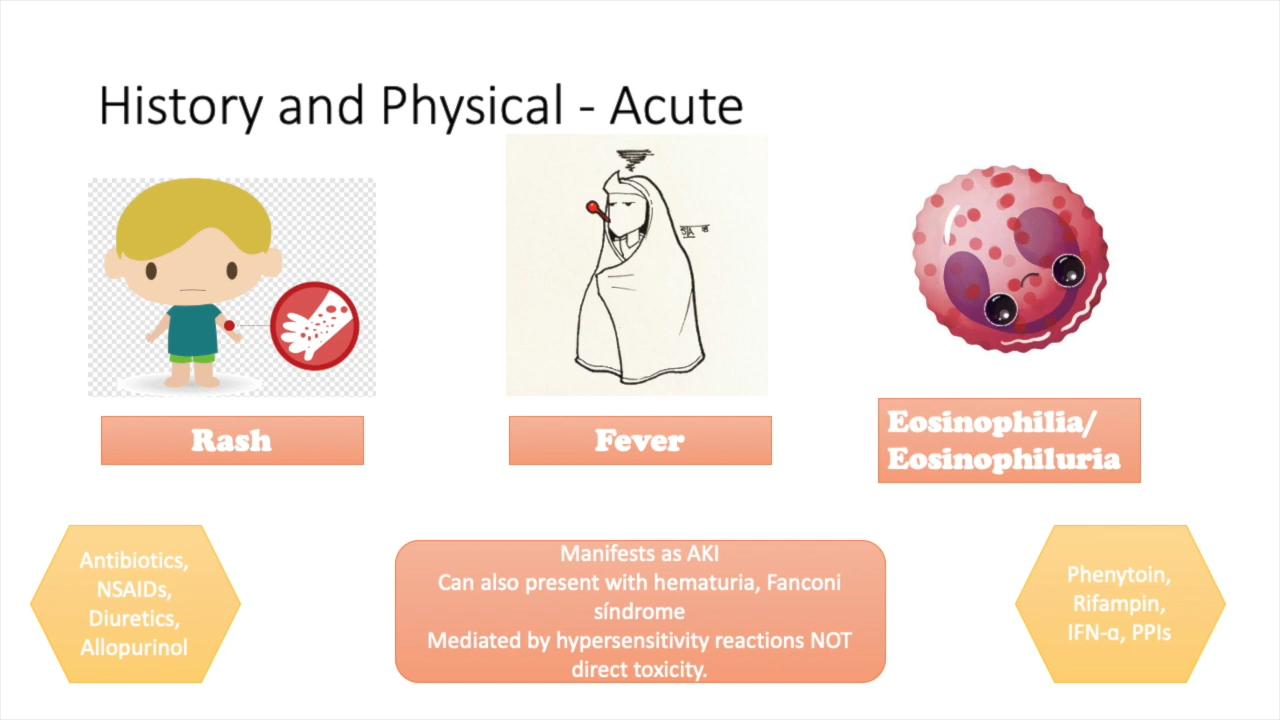 History and Physical - Acute
Rash
Fever
Eosinophilia/
Eosinophiluria
Antibiotics,
NSAIDs,
Diuretics,
Allopurinol
Manifests as AKI
Can also present with hematuria, Fanconi
síndrome
Mediated by hypersensitivity reactions NOT
direct toxicity.
Phenytoin,
Rifampin,
IFN-α, PPIs